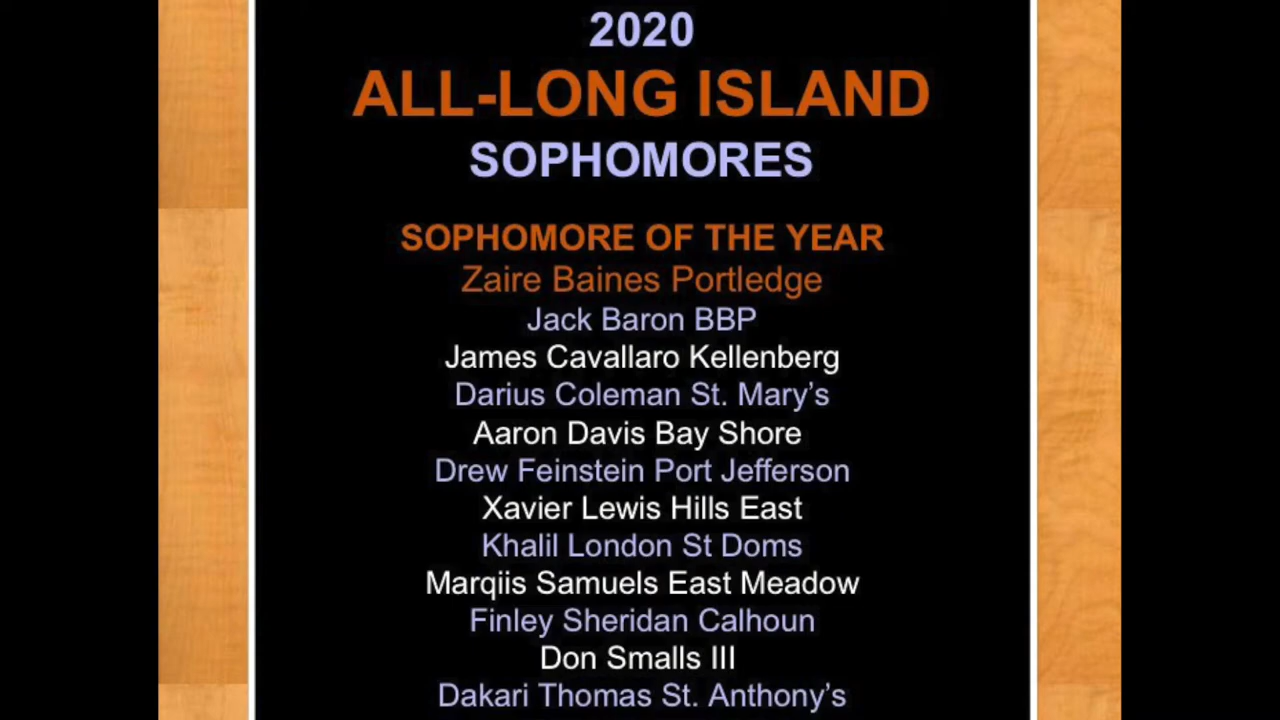 2020
ALL-LONG ISLAND
SOPHOMORES
SOPHOMORE OF THE YEAR
Zaire Baines Portledge
Jack Baron BBP
James Cavallaro Kellenberg
Darius Coleman St. Mary’s
Aaron Davis Bay Shore
Drew Feinstein Port Jefferson
Xavier Lewis Hills East
Khalil London St Doms
Marqiis Samuels East Meadow
Finley Sheridan Calhoun
Don Smalls III
Dakari Thomas St. Anthony’s